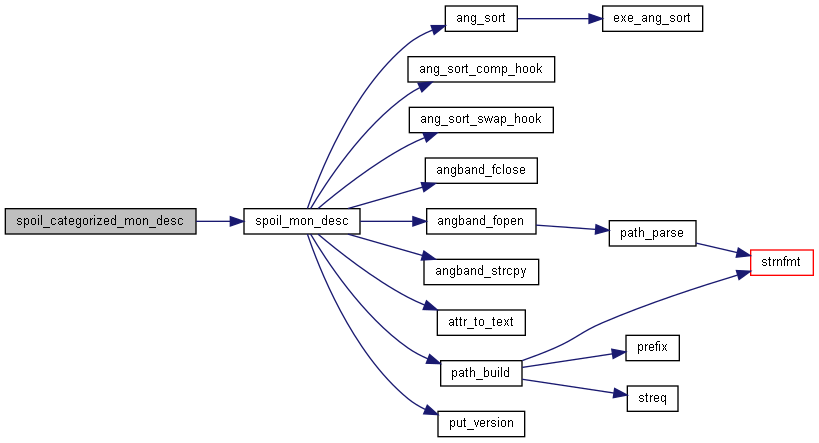 spoil_categorized_mon_desc
spoil_mon_desc
ang_sort
exe_ang_sort
ang_sort_comp_hook
ang_sort_swap_hook
angband_fclose
angband_fopen
path_parse
strnfmt
angband_strcpy
attr_to_text
path_build
prefix
streq
put_version